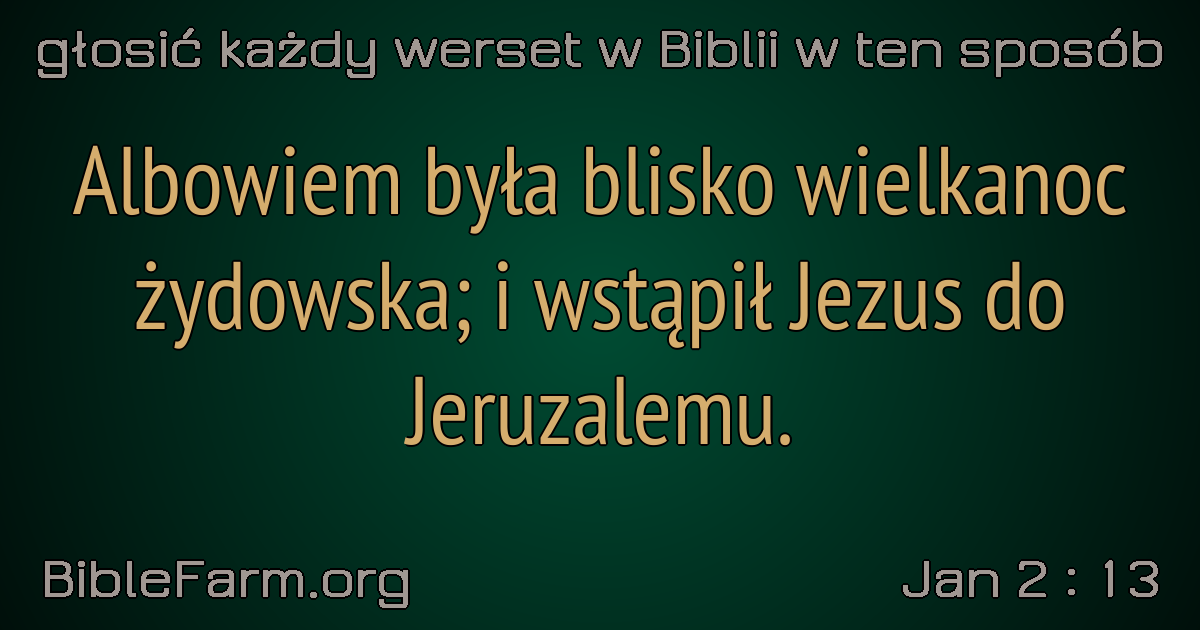 głosić każdy werset w Biblii w ten sposób
Albowiem była blisko wielkanoc
żydowska; i wstąpił Jezus do
Jeruzalemu.
BibleFarm.org
Jan 2 : 13